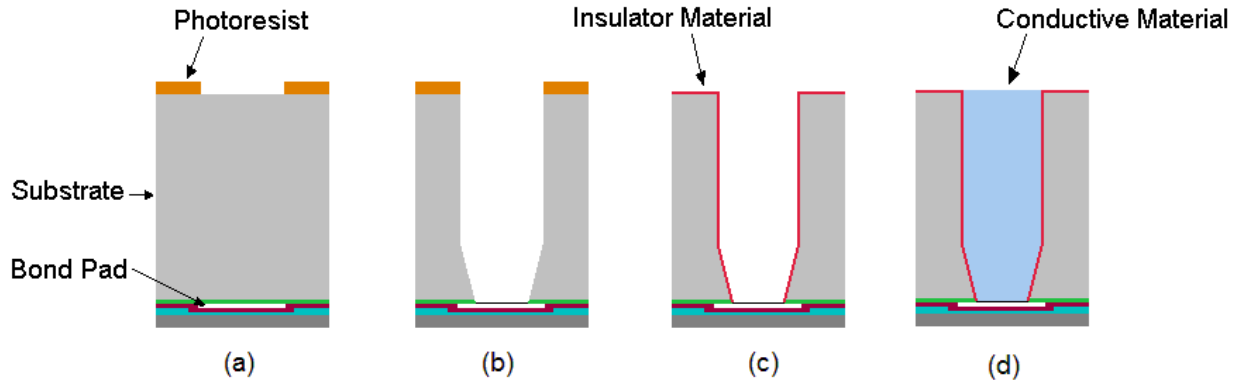 Photoresist
Insulator Material
Conductive Material
Substrate
Bond Pad
(a)
(b)
(c)
(d)